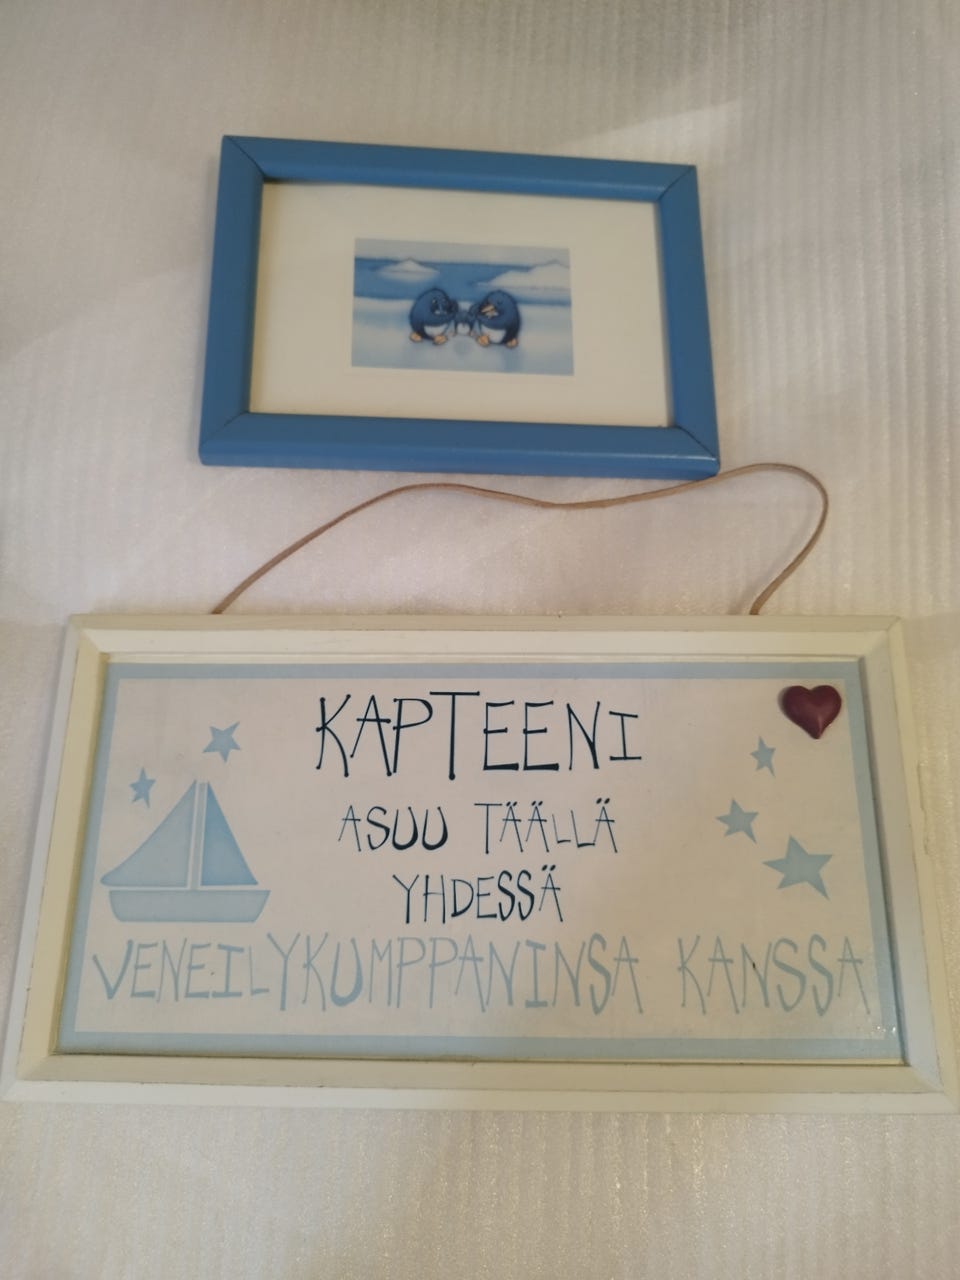 KAPTEENI
ASUU TÄÄLLÄ
YHDESSÄ
VENEILYKUMPPANINSA KANSSA